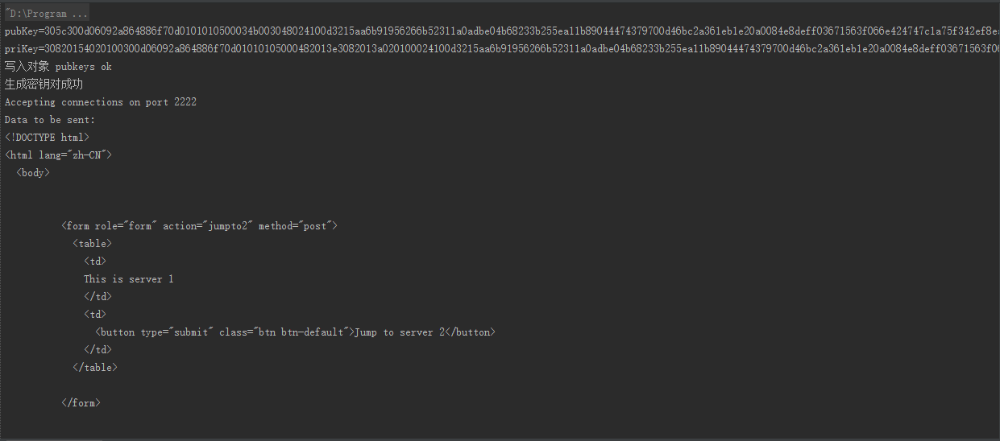 "D:\Program ...
pubKey=305c300d06092a864886f70d0101010500034b003048024100d3215aa6b91956266b52311a0adbe04b68233b255ea11b89044474379700d46bc2a361eb1e20a0084e8deff03671563f066e424747c1a75f342ef8e
priKey=30820154020100300d06092a864886f70d01010105000482013e3082013a020100024100d3215aa6b91956266b52311a0adbe04b68233b255ea11b89044474379700d46bc2a361eb1e20a0084e8deff03671563f06
写入对象 pubkeys ok
生成密钥对成功
Accepting connections on port 2222
Data to be sent:
<!DOCTYPE html>
<html lang="zh-CN">
<body>
<form role="form" action="jumpto2" method="post">
<table>
<td>
This is server 1
</td>
<td>
<button type="submit" class="btn btn-default">Jump to server 2</button>
</td>
</table>
</form>